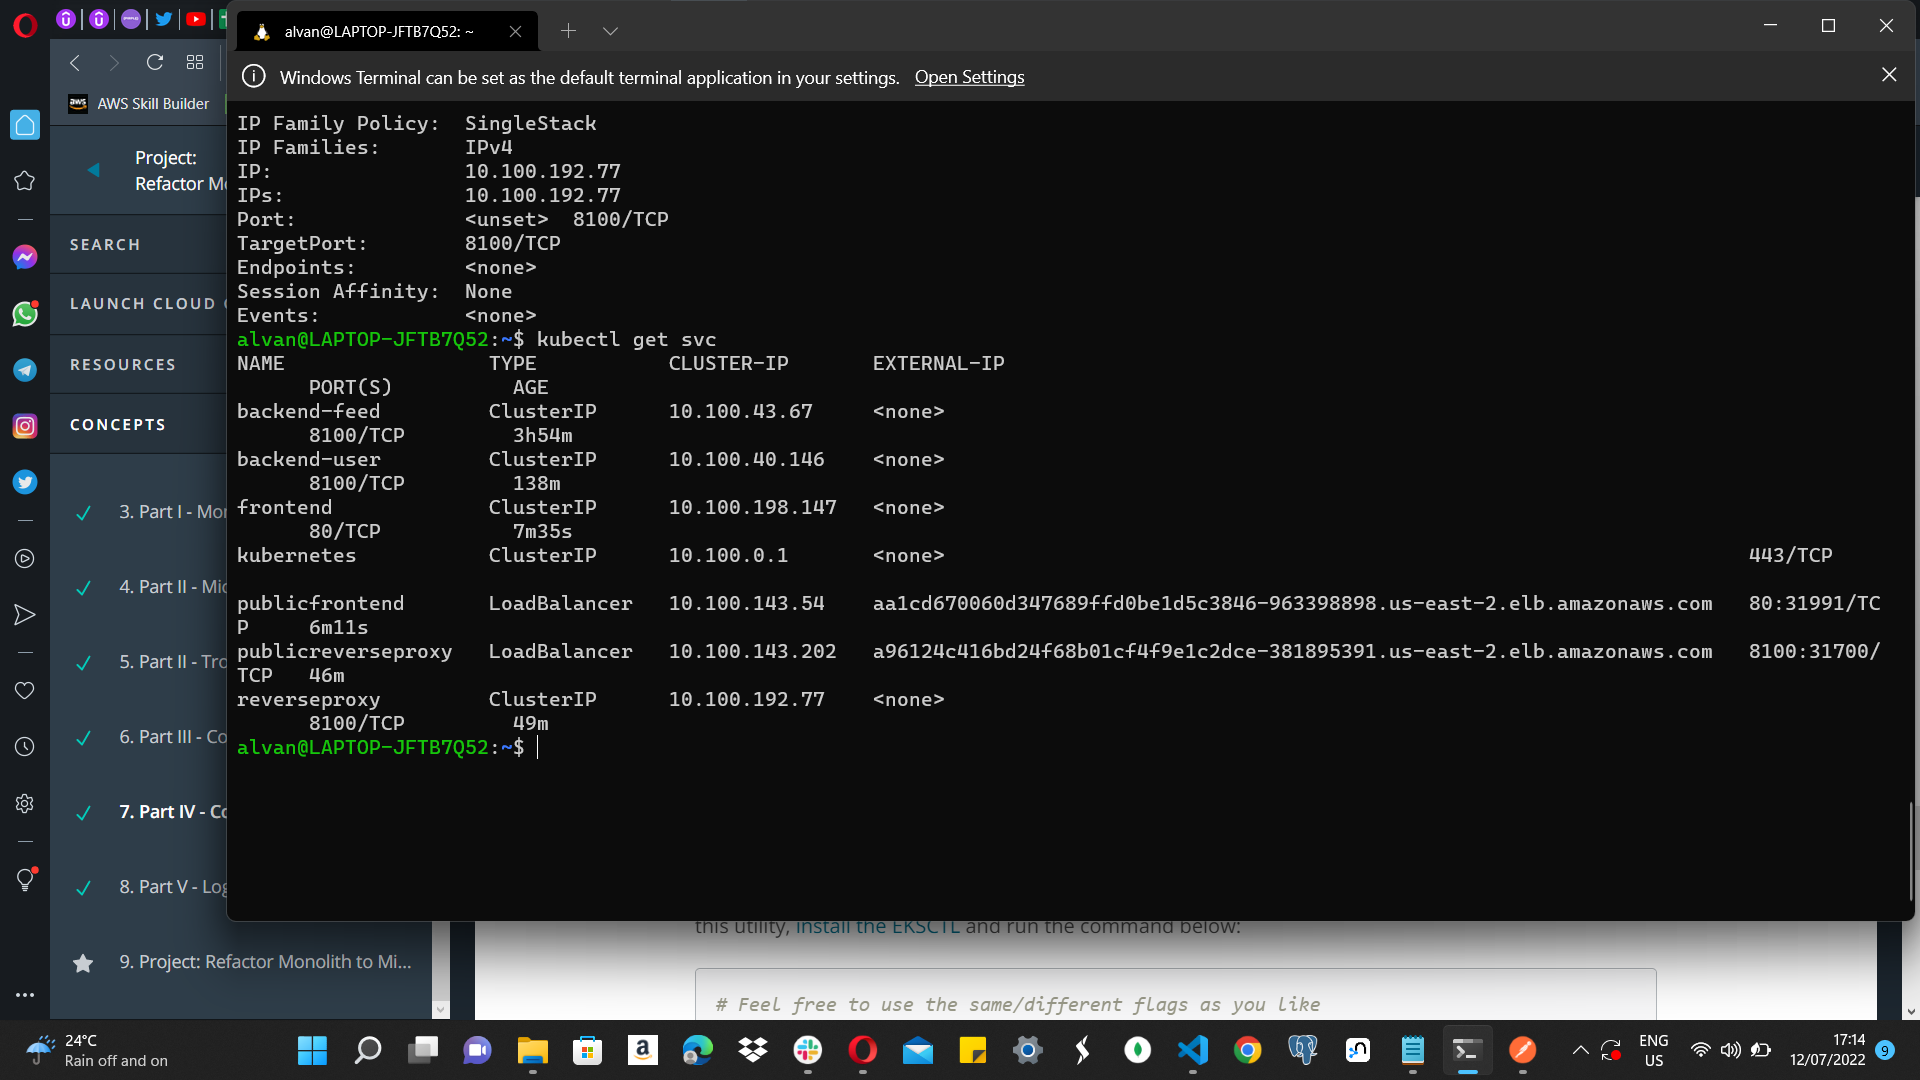 alvan@LAPTOP-JFTB7Q52: ~
Windows Terminal can be set as the default terminal application in your settings. Open Settings
aws AWS Skill Builder
Project:
Refactor Mo
SEARCH
LAUNCH CLOUD
RESOURCES
CONCEPTS
3. Part I - Mon
4. Part II - Mic
5. Part II - Tro
6. Part III - Co
7. Part IV - Co
8. Part V - Log
9. Project: Refactor Monolith to Mi...
IP Family Policy:  SingleStack
IP Families:       IPv4
IP:                10.100.192.77
IPs:               10.100.192.77
Port:              <unset>  8100/TCP
TargetPort:        8100/TCP
Endpoints:         <none>
Session Affinity:  None
Events:            <none>
alvan@LAPTOP-JFTB7Q52:~$ kubectl get svc
NAME                 TYPE           CLUSTER-IP       EXTERNAL-IP
      PORT(S)          AGE
backend-feed         ClusterIP      10.100.43.67     <none>
      8100/TCP         3h54m
backend-user         ClusterIP      10.100.40.146    <none>
      8100/TCP         138m
frontend             ClusterIP      10.100.198.147   <none>
      80/TCP           7m35s
kubernetes           ClusterIP      10.100.0.1       <none>                                                                   443/TCP
publicfrontend       LoadBalancer   10.100.143.54    aa1cd670060d347689ffd0be1d5c3846-963398898.us-east-2.elb.amazonaws.com   80:31991/TC
P     6m11s
publicreverseproxy   LoadBalancer   10.100.143.202   a96124c416bd24f68b01cf4f9e1c2dce-381895391.us-east-2.elb.amazonaws.com   8100:31700/
TCP   46m
reverseproxy         ClusterIP      10.100.192.77    <none>
      8100/TCP         49m
alvan@LAPTOP-JFTB7Q52:~$
this utility, install the EKSCTL and run the command below:
# Feel free to use the same/different flags as you like
24°C
Rain off and on
ENG
US
17:14
12/07/2022
9